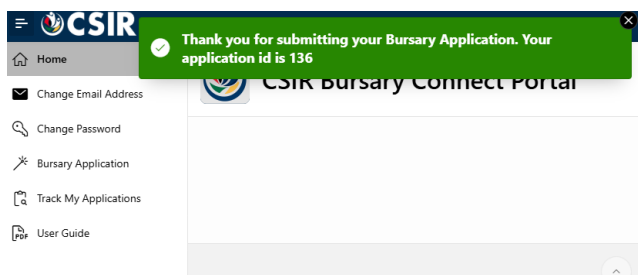 CSIR
Thank you for submitting your Bursary Application. Your
application id is 136
Home
CSIR Bursary Connect Portal
Change Email Address
Change Password
Bursary Application
Track My Applications
PDF User Guide